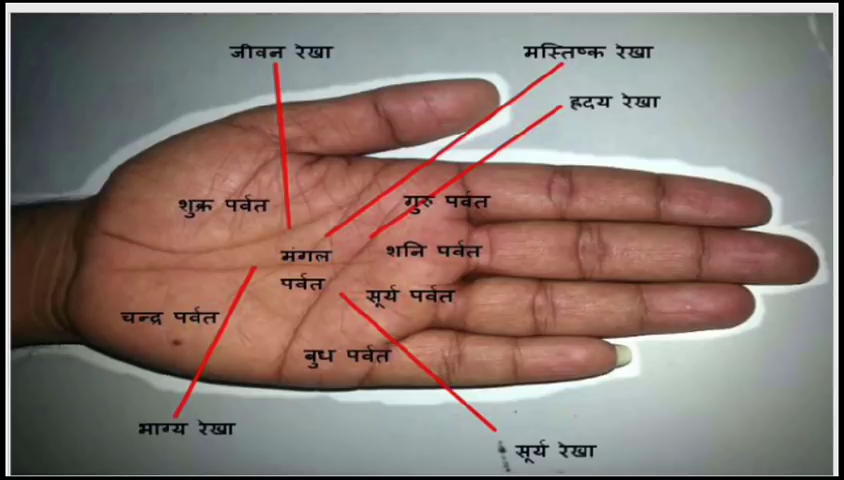 जीवन रेखा
मस्तिष्क रेखा
ह्रदय रेखा
शुक्र पर्वत
गुरु पर्वत
मंगल
पर्वत
शनि पर्वत
सूर्य पर्वत
चन्द्र पर्वत
बुध पर्वत
भाग्य रेखा
सूर्य रेखा